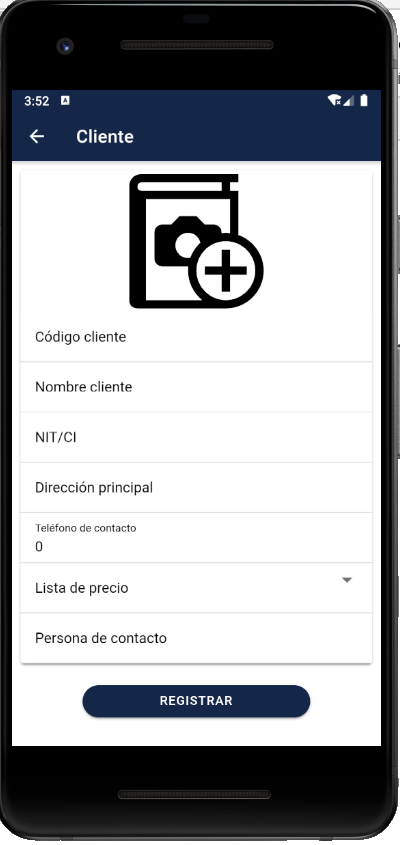 3:52
A
Cliente
Código cliente
Nombre cliente
NIT/CI
Dirección principal
Teléfono de contacto
0
Lista de precio
Persona de contacto
REGISTRAR